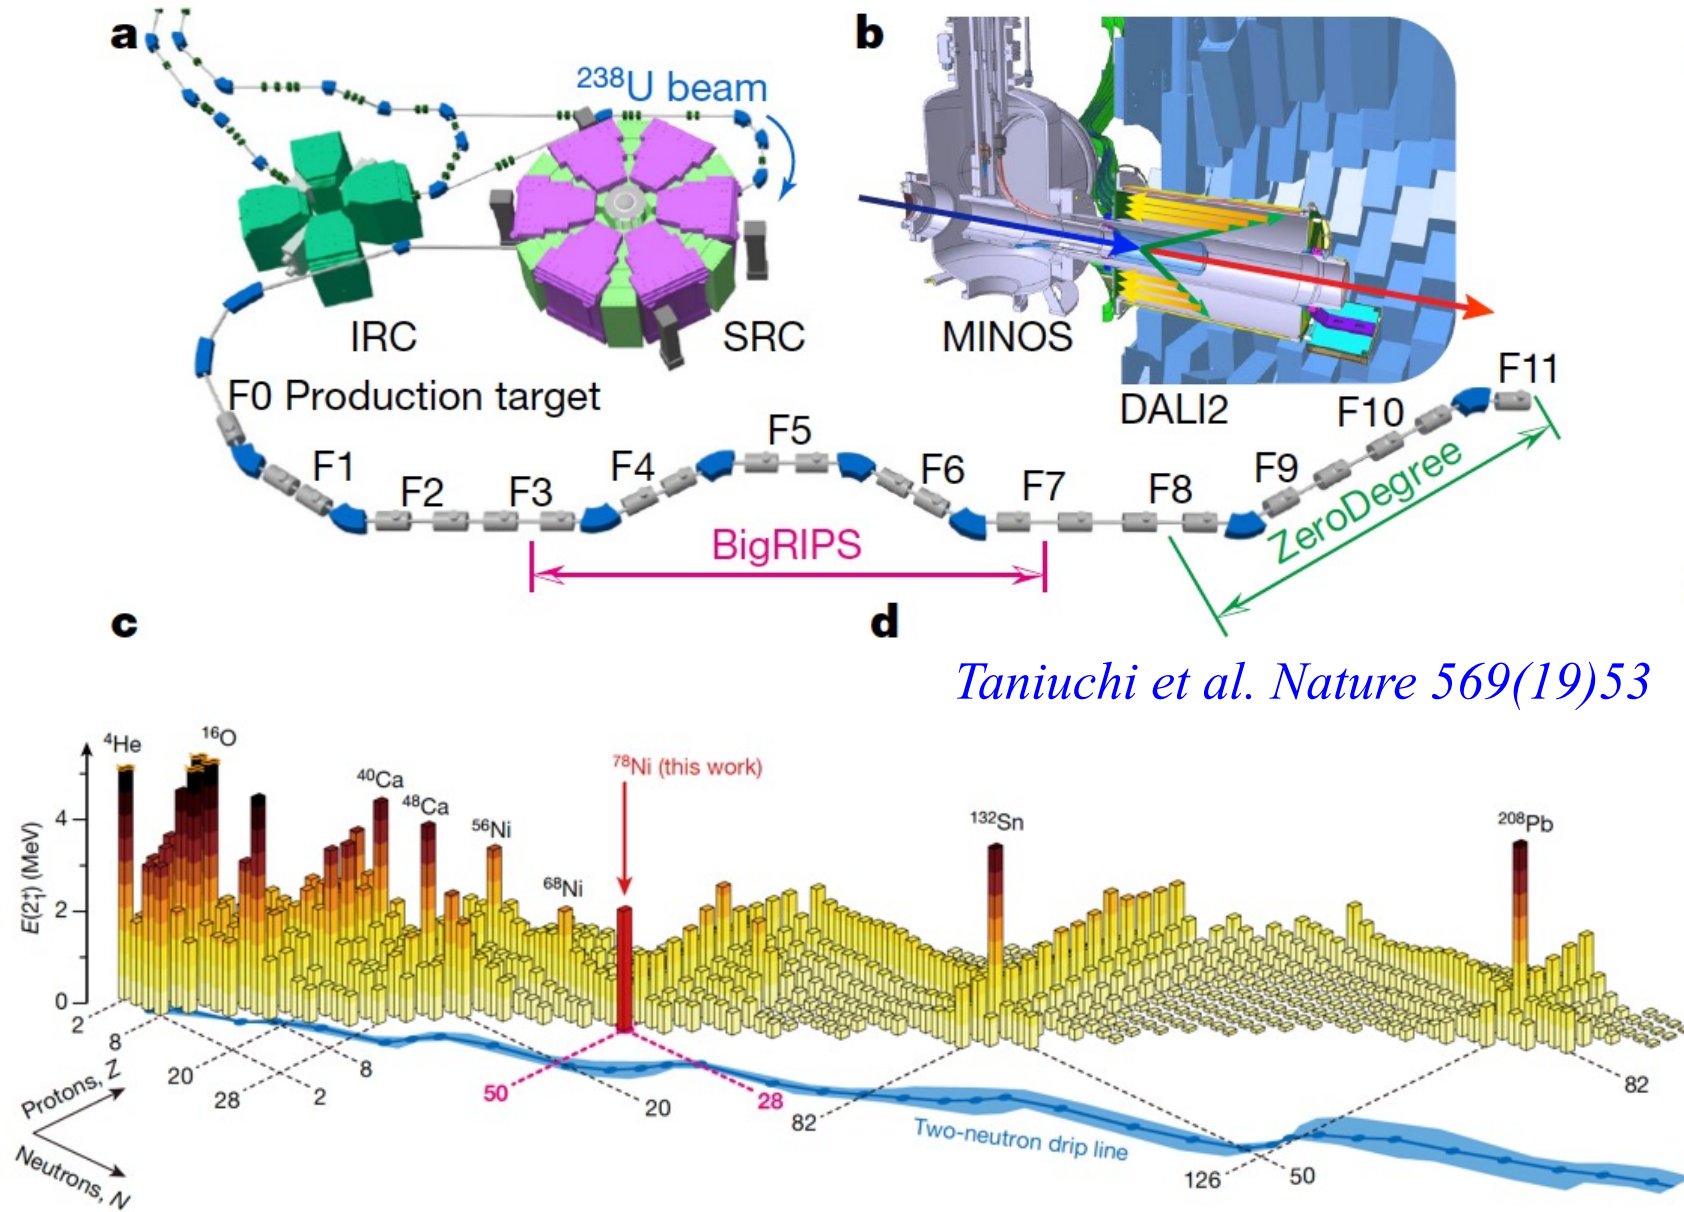 a
b
²³⁸U beam
IRC
SRC
MINOS
DALI2
F0 Production target
F1
F2
F3
F4
F5
F6
F7
F8
F9
F10
F11
BigRIPS
ZeroDegree
c
d
Taniuchi et al. Nature 569(19)53
⁴He
¹⁶O
⁴⁰Ca
⁴⁸Ca
⁵⁶Ni
⁶⁸Ni
⁷⁸Ni (this work)
¹³²Sn
²⁰⁸Pb
E(2₁⁺) (MeV)
4
2
0
2
8
20
28
2
8
50
20
28
82
126
50
82
Protons, Z
Neutrons, N
Two-neutron drip line